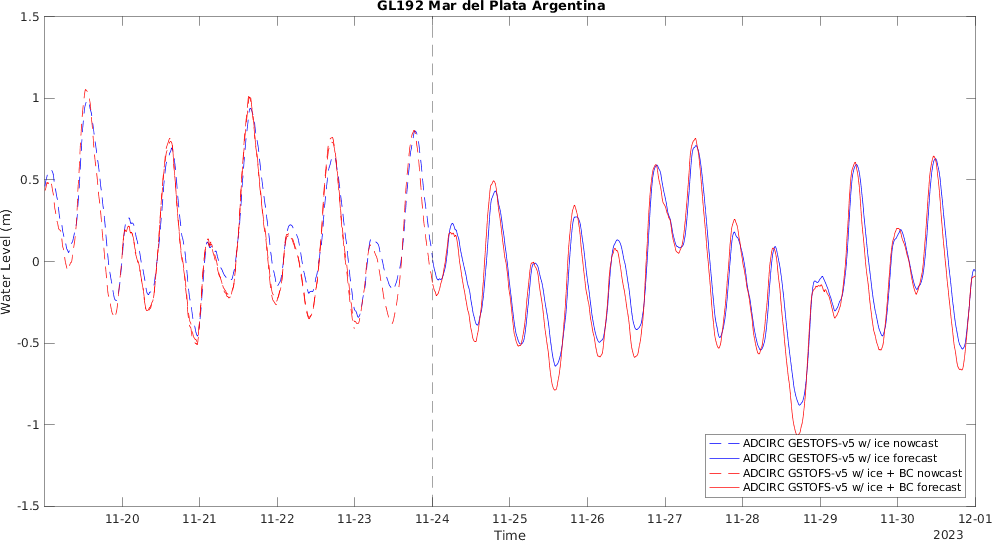 GL192 Mar del Plata Argentina
1.5
1
0.5
0
-0.5
-1
-1.5
Water Level (m)
ADCIRC GESTOFS-v5 w/ ice nowcast
ADCIRC GESTOFS-v5 w/ ice forecast
ADCIRC GSTOFS-v5 w/ ice + BC nowcast
ADCIRC GSTOFS-v5 w/ ice + BC forecast
11-20 11-21 11-22 11-23 11-24 11-25 11-26 11-27 11-28 11-29 11-30 12-01
Time
2023